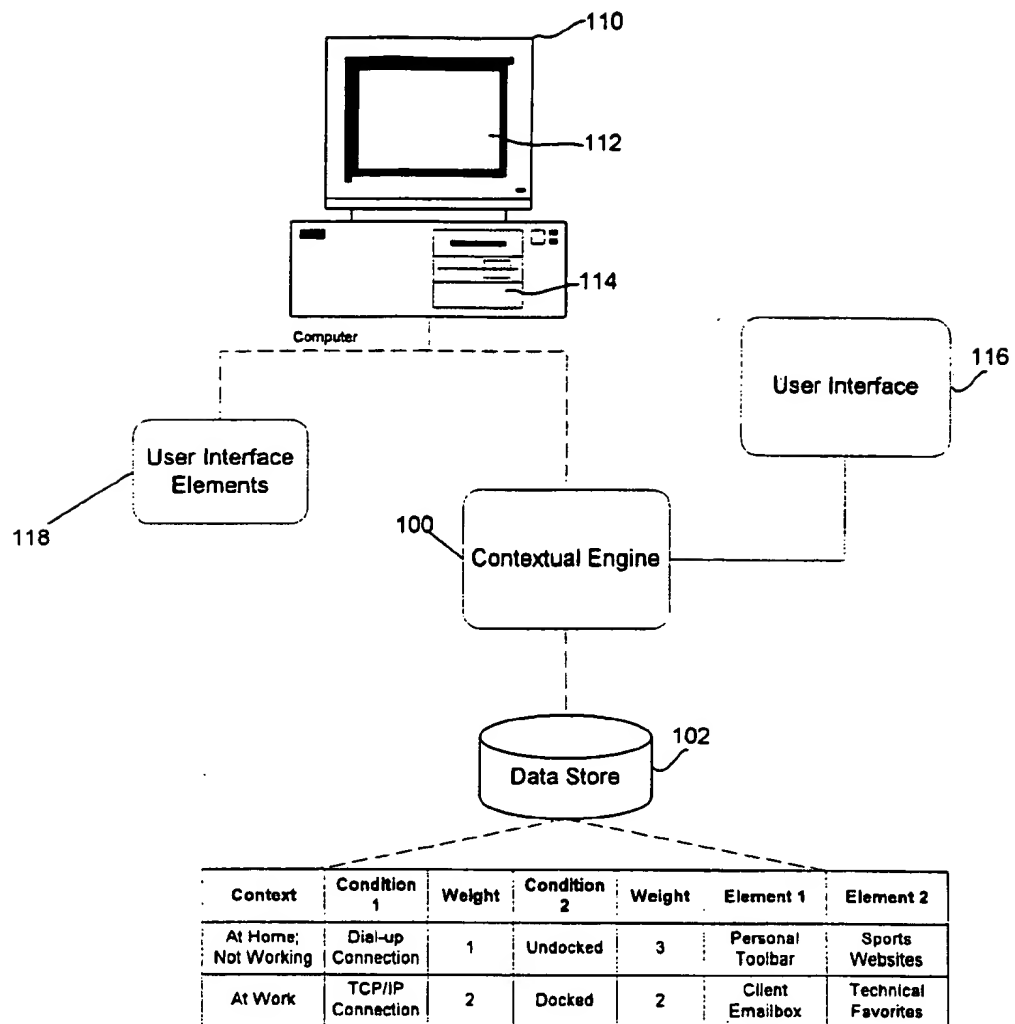 110
112
114
Computer
User Interface
116
User Interface
Elements
118
100
Contextual Engine
102
Data Store
Context Condition 1 Weight Condition 2 Weight Element 1 Element 2
At Home; Not Working Dial-up Connection 1 Undocked 3 Personal Toolbar Sports Websites
At Work TCP/IP Connection 2 Docked 2 Client Emailbox Technical Favorites